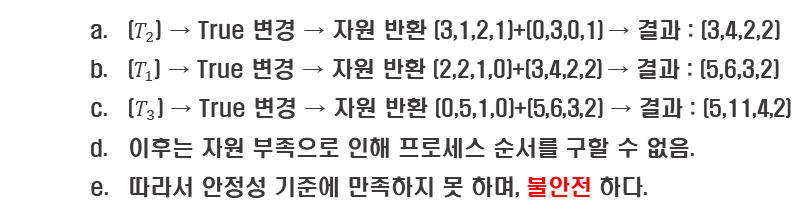 a. (T₂) → True 변경 → 자원 반환 (3,1,2,1)+(0,3,0,1) → 결과 : (3,4,2,2)
b. (T₁) → True 변경 → 자원 반환 (2,2,1,0)+(3,4,2,2) → 결과 : (5,6,3,2)
c. (T₃) → True 변경 → 자원 반환 (0,5,1,0)+(5,6,3,2) → 결과 : (5,11,4,2)
d. 이후는 자원 부족으로 인해 프로세스 순서를 구할 수 없음.
e. 따라서 안정성 기준에 만족하지 못 하며, 불안전 하다.